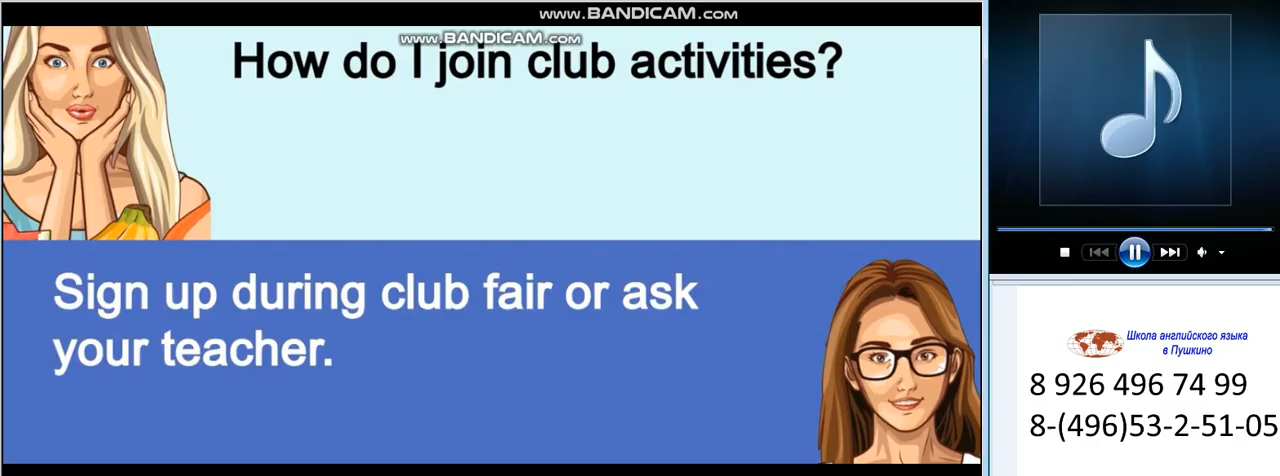 www.BANDICAM.com
www.BANDICAM.com
How do I join club activities?
Sign up during club fair or ask
your teacher.
Школа английского языка
в Пушкино
8 926 496 74 99
8-(496)53-2-51-05